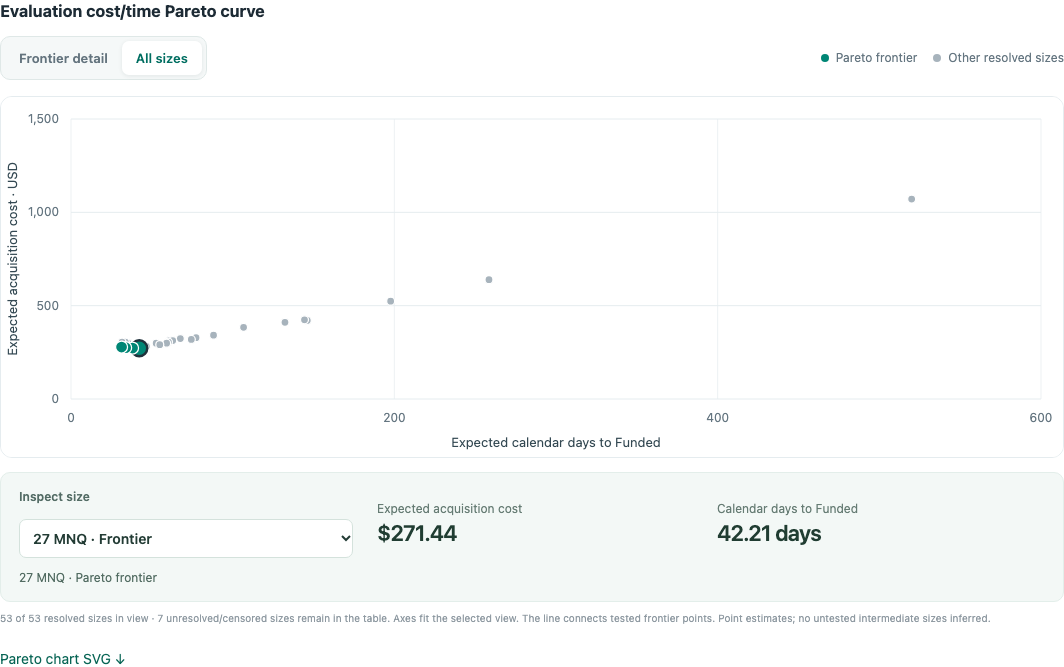 Evaluation cost/time Pareto curve
Frontier detail
All sizes
Pareto frontier
Other resolved sizes
1,500
1,000
500
0
Expected acquisition cost · USD
0
200
400
600
Expected calendar days to Funded
Inspect size
27 MNQ · Frontier
27 MNQ · Pareto frontier
Expected acquisition cost
$271.44
Calendar days to Funded
42.21 days
53 of 53 resolved sizes in view · 7 unresolved/censored sizes remain in the table. Axes fit the selected view. The line connects tested frontier points. Point estimates; no untested intermediate sizes inferred.
Pareto chart SVG ↓